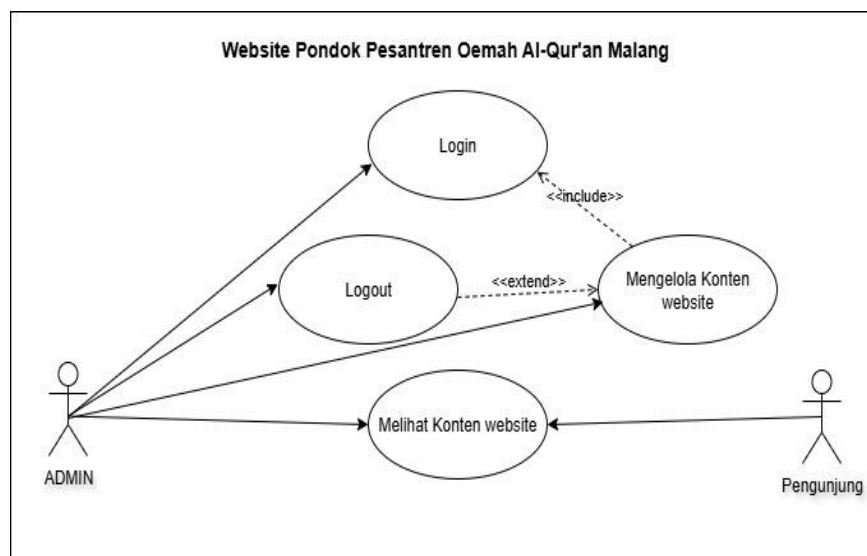 Website Pondok Pesantren Oemah Al-Qur'an Malang
Login
<<include>>
Logout
<<extend>>
Mengelola Konten
website
Melihat Konten website
ADMIN
Pengunjung